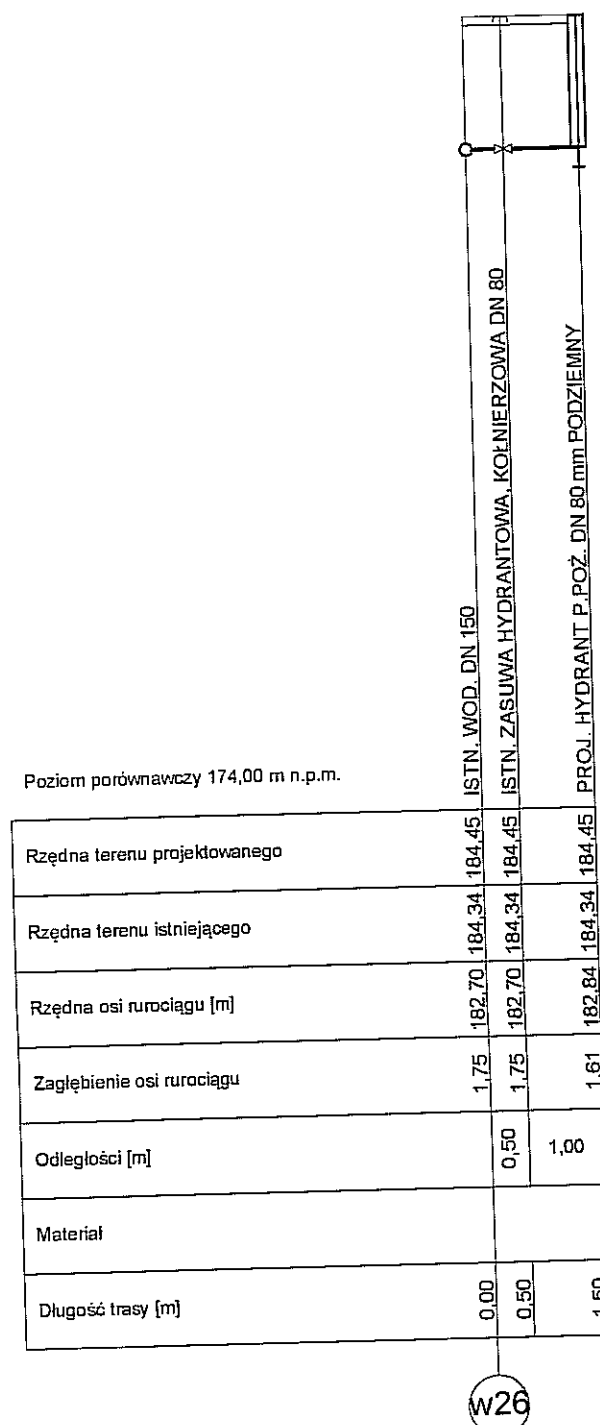 ISTN. WOD. DN 150
ISTN. ZASUWA HYDRANTOWA, KOŁNIERZOWA DN 80
PROJ. HYDRANT P.POŻ. DN 80 mm PODZIEMNY
Poziom porównawczy 174,00 m n.p.m.
Rzędna terenu projektowanego 184,45 184,45 184,45
Rzędna terenu istniejącego 184,34 184,34 184,34
Rzędna osi rurociągu [m] 182,70 182,70 182,84
Zagłębienie osi rurociągu 1,75 1,75 1,61
Odległości [m] 0,50 1,00
Materiał
Długość trasy [m] 0,00 0,50 1,50
w26